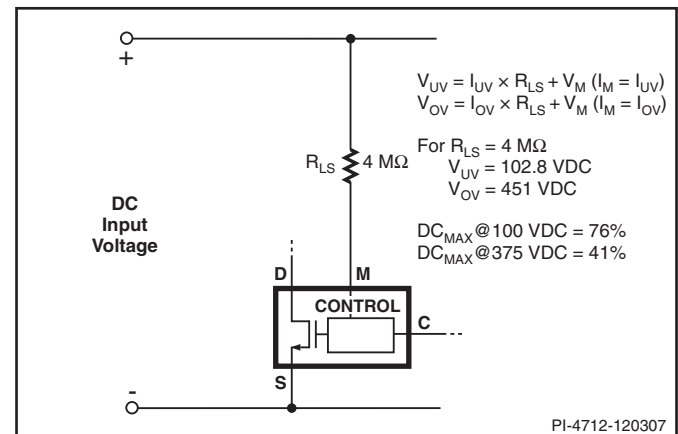 +
V_UV = I_UV × R_LS + V_M (I_M = I_UV)
V_OV = I_OV × R_LS + V_M (I_M = I_OV)
For R_LS = 4 MΩ
V_UV = 102.8 VDC
V_OV = 451 VDC
DC_MAX@100 VDC = 76%
DC_MAX@375 VDC = 41%
R_LS 4 MΩ
DC
Input
Voltage
D M
CONTROL
C
S
-
PI-4712-120307